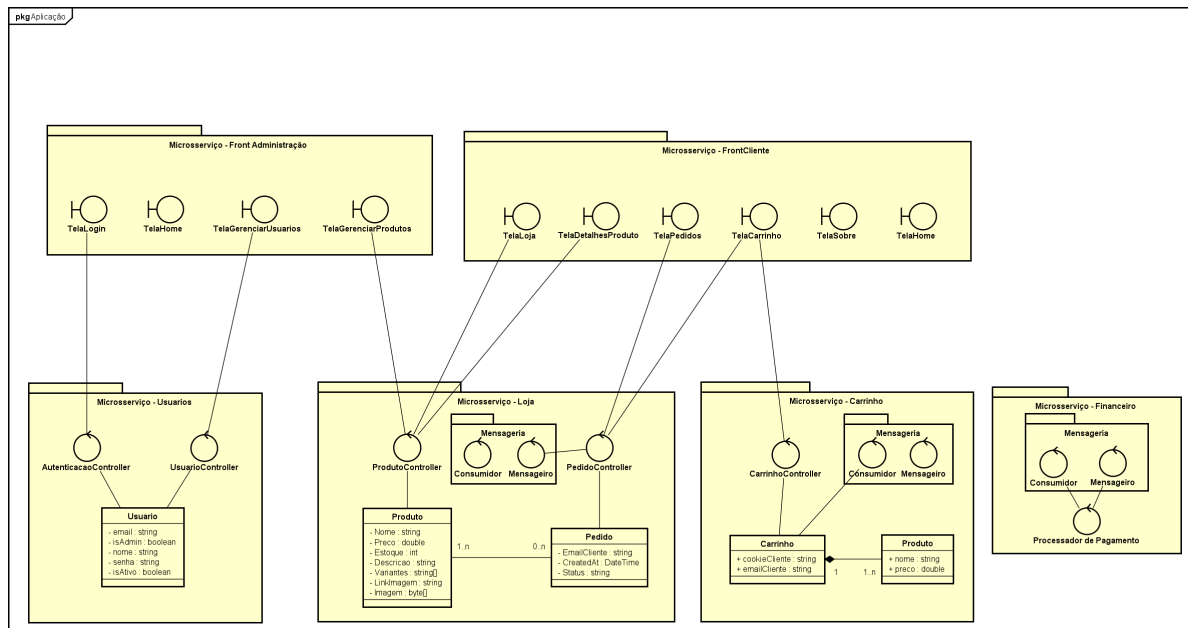 pkg Aplicação
Microsserviço - Front Administração
TelaLogin
TelaHome
TelaGerenciarUsuarios
TelaGerenciarProdutos
Microsserviço - FrontCliente
TelaLoja
TelaDetalhesProduto
TelaPedidos
TelaCarrinho
TelaSobre
TelaHome
Microsserviço - Usuarios
AutenticacaoController
UsuarioController
Usuario
- email : string
- isAdmin : boolean
- nome : string
- senha : string
- isAtivo : boolean
Microsserviço - Loja
ProdutoController
Mensageria
Consumidor
Mensageiro
PedidoController
Produto
- Nome : string
- Preco : double
- Estoque : int
- Descricao : string
- Variantes : string[]
- LinkImagem : string
- Imagem : byte[]
1..n
0..n
Pedido
- EmailCliente : string
- CreatedAt : DateTime
- Status : string
Microsserviço - Carrinho
CarrinhoController
Mensageria
Consumidor
Mensageiro
Carrinho
+ cookieCliente : string
+ emailCliente : string
1
1..n
Produto
+ nome : string
+ preco : double
Microsserviço - Financeiro
Mensageria
Consumidor
Mensageiro
Processador de Pagamento